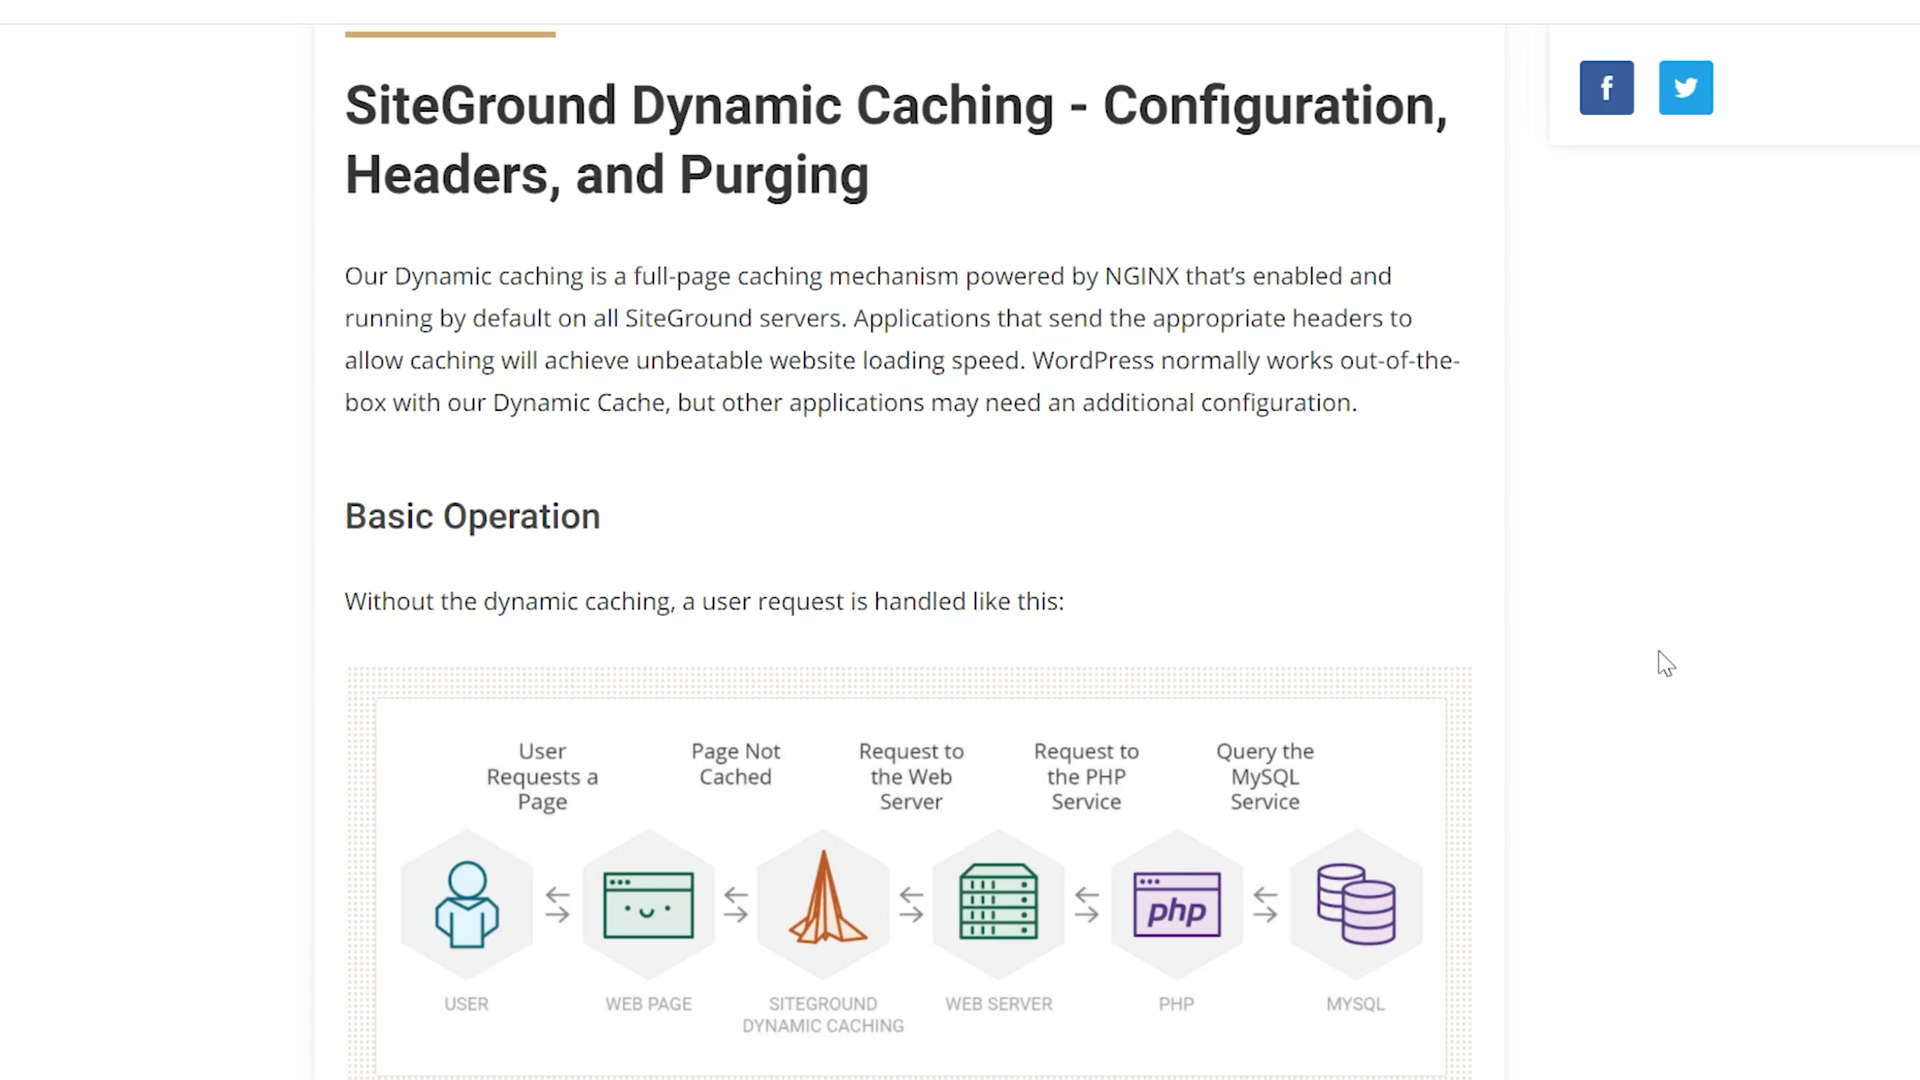 SiteGround Dynamic Caching - Configuration,
Headers, and Purging
Our Dynamic caching is a full-page caching mechanism powered by NGINX that’s enabled and
running by default on all SiteGround servers. Applications that send the appropriate headers to
allow caching will achieve unbeatable website loading speed. WordPress normally works out-of-the-
box with our Dynamic Cache, but other applications may need an additional configuration.
Basic Operation
Without the dynamic caching, a user request is handled like this:
User
Requests a
Page
Page Not
Cached
Request to
the Web
Server
Request to
the PHP
Service
Query the
MySQL
Service
php
USER
WEB PAGE
SITEGROUND
DYNAMIC CACHING
WEB SERVER
PHP
MYSQL